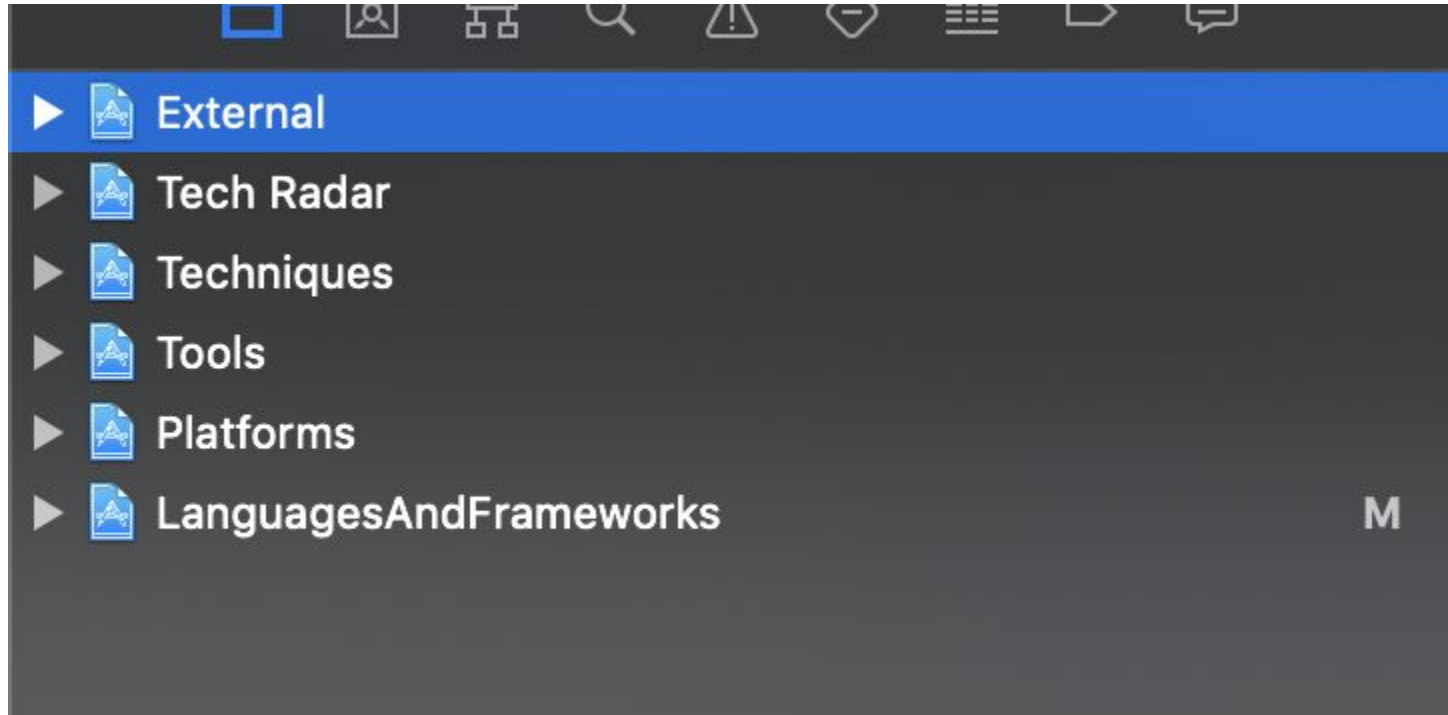 External
Tech Radar
Techniques
Tools
Platforms
LanguagesAndFrameworks M